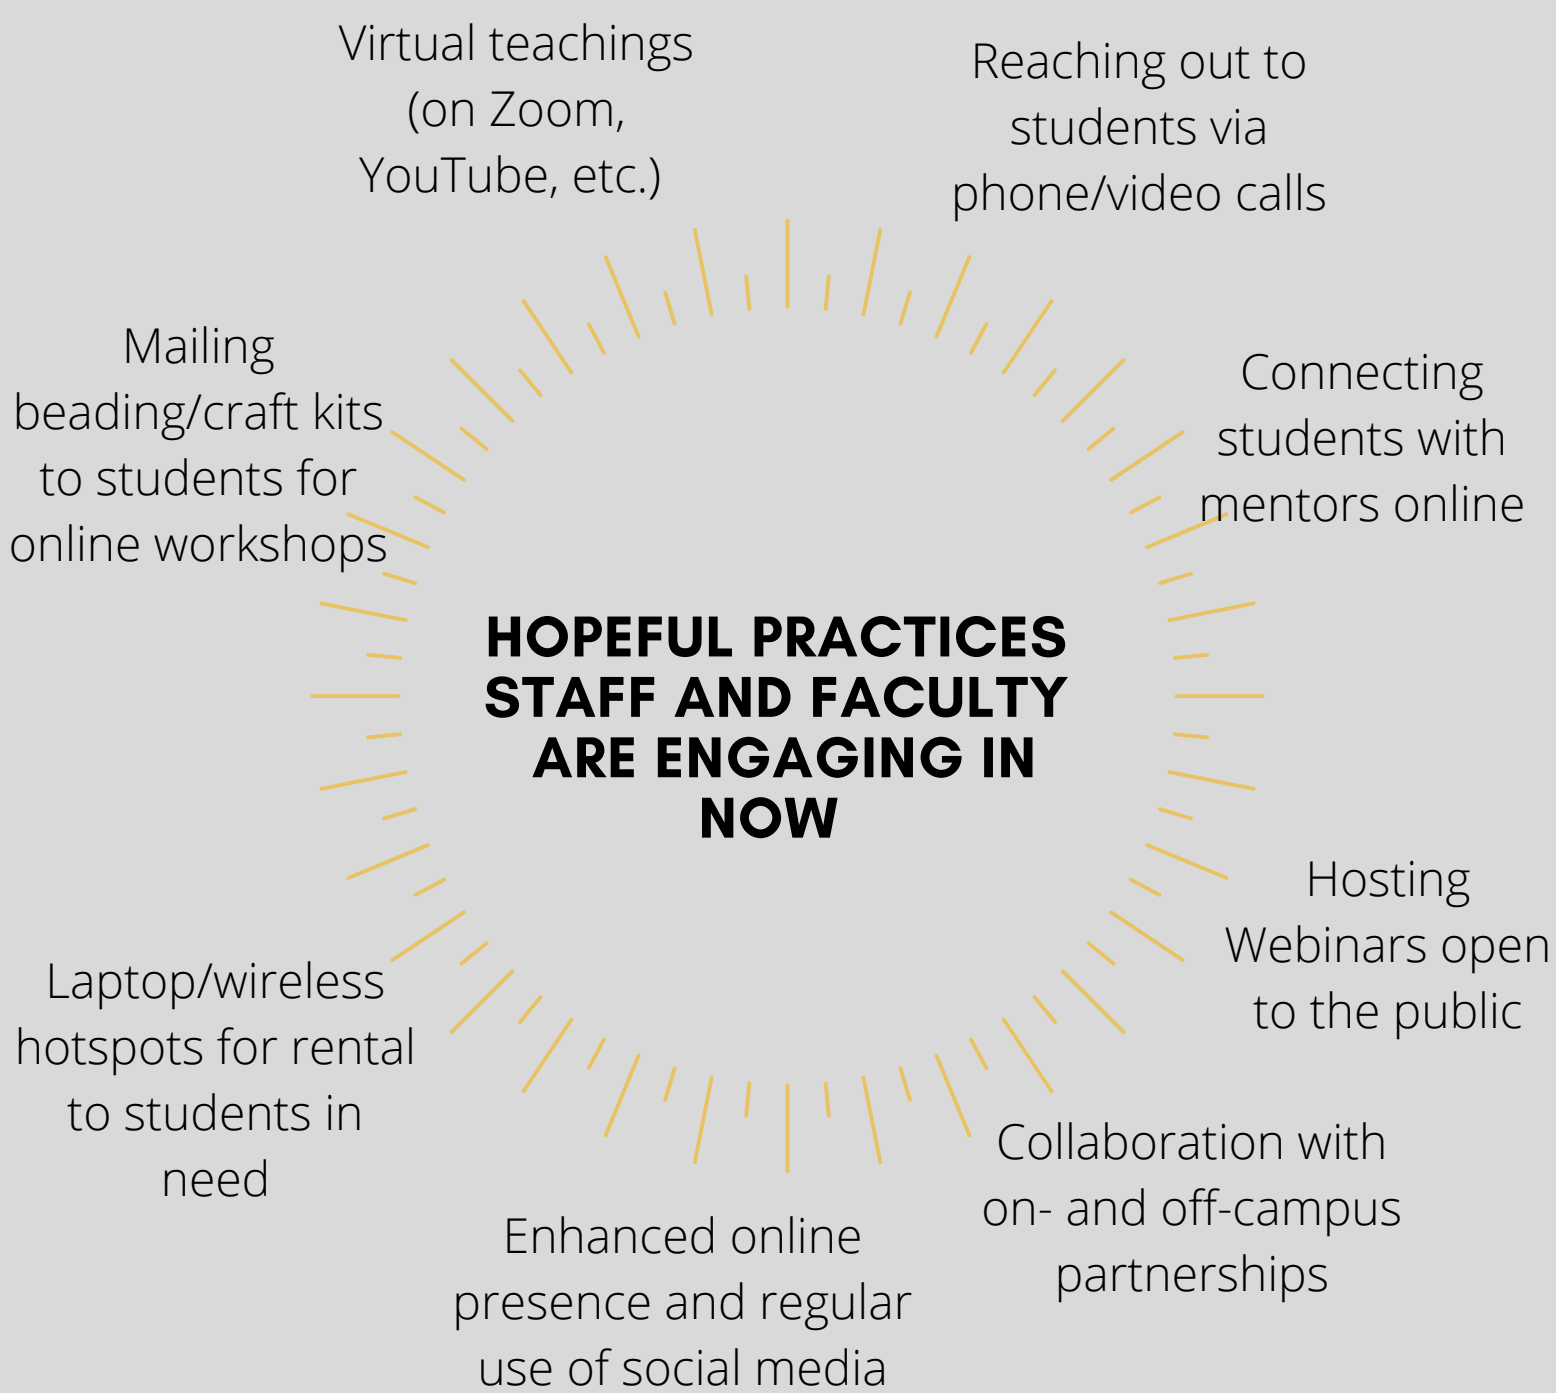 Virtual teachings
(on Zoom,
YouTube, etc.)
Reaching out to
students via
phone/video calls
Mailing
beading/craft kits
to students for
online workshops
Connecting
students with
mentors online
HOPEFUL PRACTICES
STAFF AND FACULTY
ARE ENGAGING IN
NOW
Hosting
Webinars open
to the public
Laptop/wireless
hotspots for rental
to students in
need
Collaboration with
on- and off-campus
partnerships
Enhanced online
presence and regular
use of social media